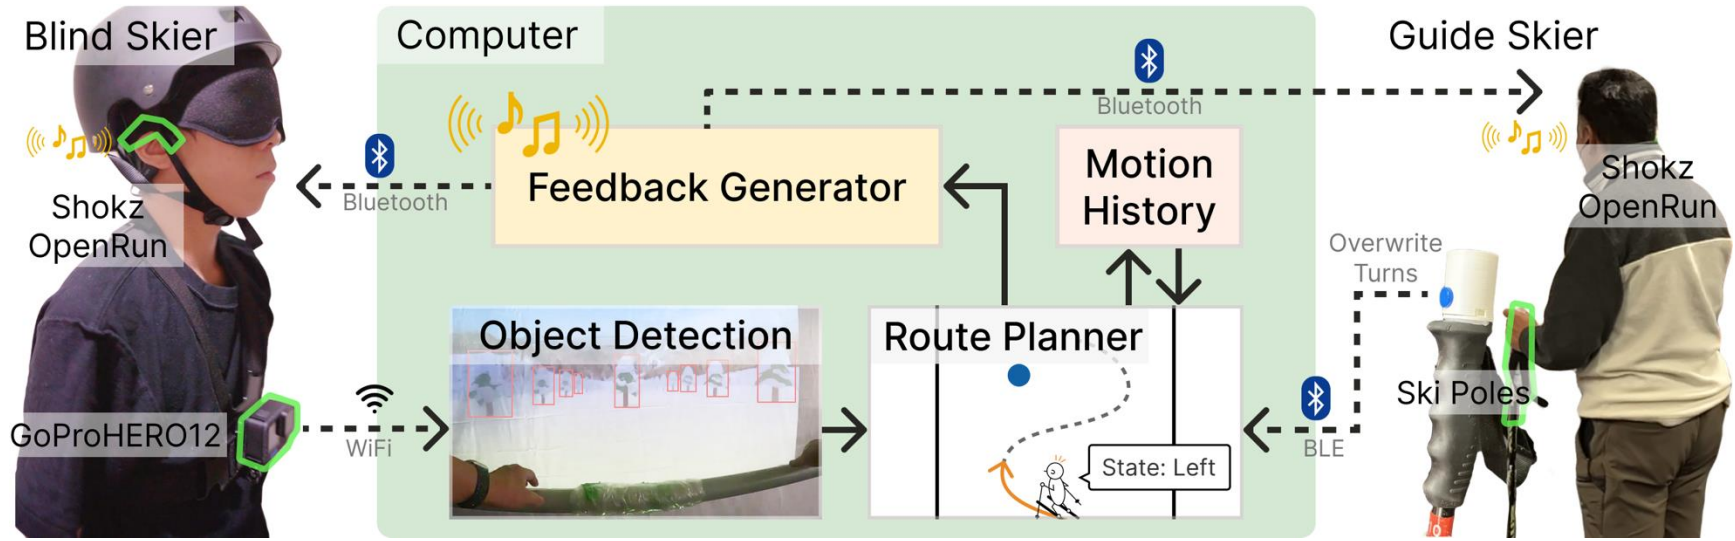 Blind Skier
Computer
Guide Skier
Bluetooth
Feedback Generator
Motion
History
Bluetooth
Shokz
OpenRun
Shokz
OpenRun
Overwrite
Turns
Object Detection
Route Planner
Ski Poles
GoProHERO12
WiFi
State: Left
BLE